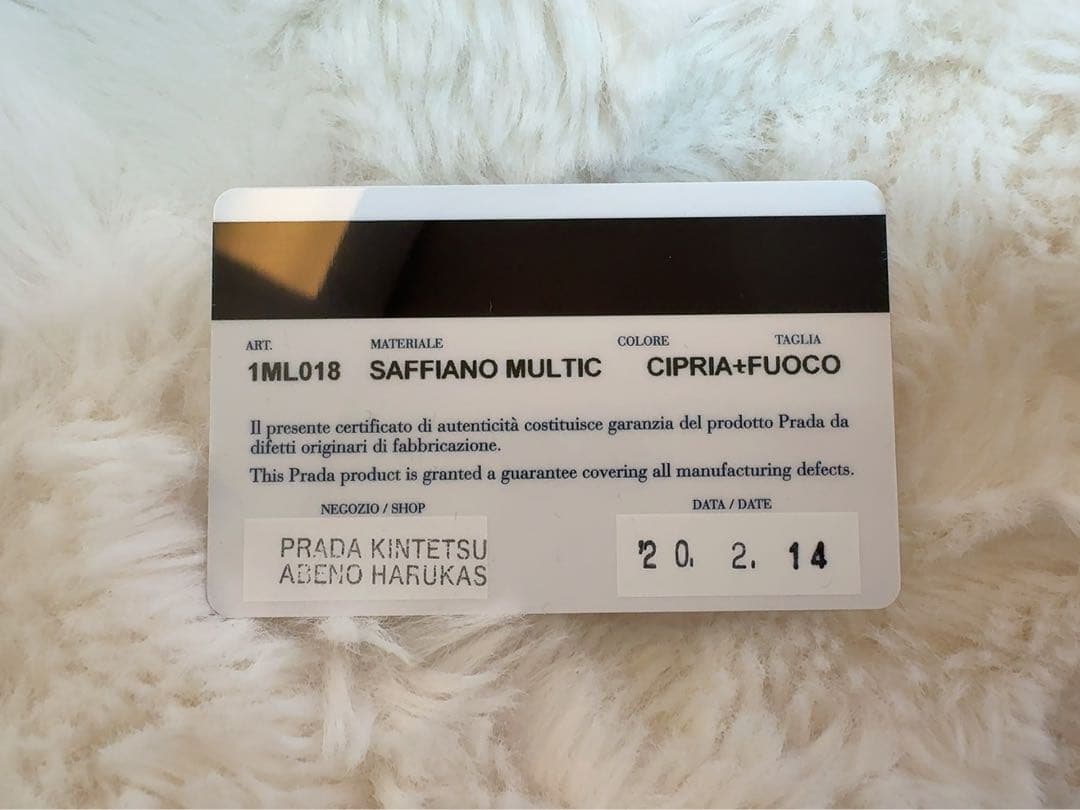 ART. MATERIALE COLORE TAGLIA
1ML018 SAFFIANO MULTIC CIPRIA+FUOCO
Il presente certificato di autenticità costituisce garanzia del prodotto Prada da
difetti originari di fabbricazione.
This Prada product is granted a guarantee covering all manufacturing defects.
NEGOZIO / SHOP DATA / DATE
PRADA KINTETSU
ABENO HARUKAS
'20. 2. 14